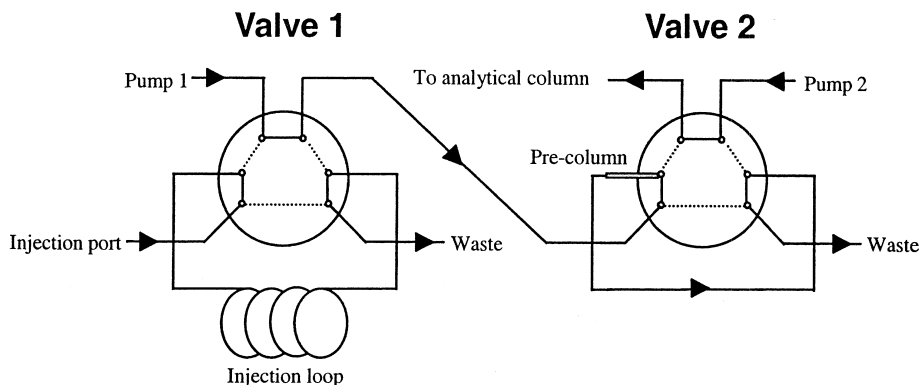 Valve 1
Valve 2
Pump 1
To analytical column
Pump 2
Pre-column
Injection port
Waste
Waste
Injection loop